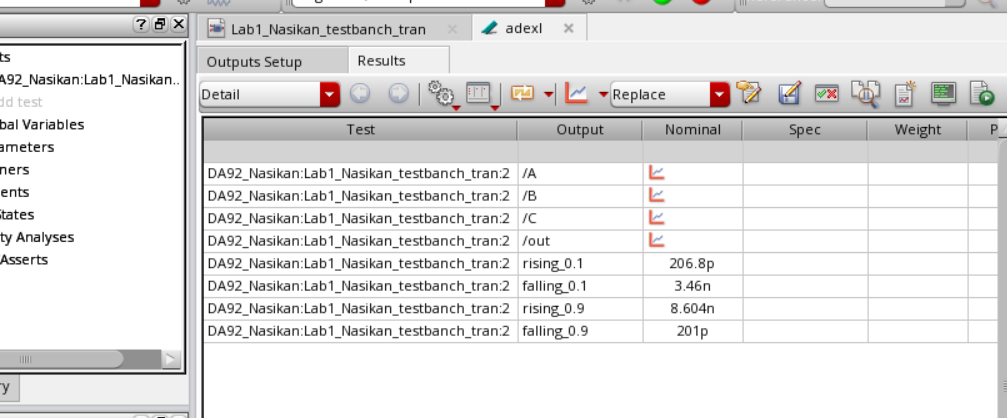 Lab1_Nasikan_testbanch_tran
adexl
Outputs Setup
Results
Detail
Replace
ts
A92_Nasikan:Lab1_Nasikan..
dd test
bal Variables
ameters
ners
ents
States
ty Analyses
Asserts
ry
Test Output Nominal Spec Weight P
DA92_Nasikan:Lab1_Nasikan_testbanch_tran:2 /A
DA92_Nasikan:Lab1_Nasikan_testbanch_tran:2 /B
DA92_Nasikan:Lab1_Nasikan_testbanch_tran:2 /C
DA92_Nasikan:Lab1_Nasikan_testbanch_tran:2 /out
DA92_Nasikan:Lab1_Nasikan_testbanch_tran:2 rising_0.1 206.8p
DA92_Nasikan:Lab1_Nasikan_testbanch_tran:2 falling_0.1 3.46n
DA92_Nasikan:Lab1_Nasikan_testbanch_tran:2 rising_0.9 8.604n
DA92_Nasikan:Lab1_Nasikan_testbanch_tran:2 falling_0.9 201p